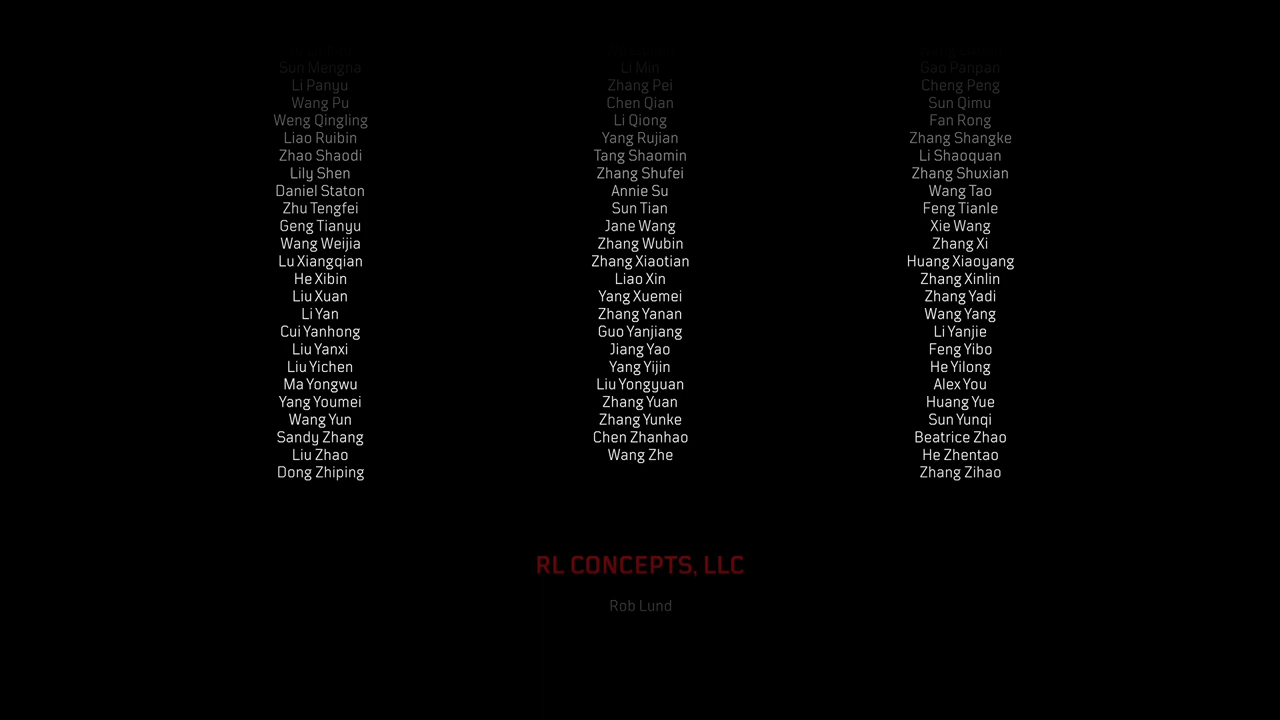 Sun Mengna Li Min Gao Panpan
Li Panyu Zhang Pei Cheng Peng
Wang Pu Chen Qian Sun Qimu
Weng Qingling Li Qiong Fan Rong
Liao Ruibin Yang Rujian Zhang Shangke
Zhao Shaodi Tang Shaomin Li Shaoquan
Lily Shen Zhang Shufei Zhang Shuxian
Daniel Staton Annie Su Wang Tao
Zhu Tengfei Sun Tian Feng Tianle
Geng Tianyu Jane Wang Xie Wang
Wang Weijia Zhang Wubin Zhang Xi
Lu Xiangqian Zhang Xiaotian Huang Xiaoyang
He Xibin Liao Xin Zhang Xinlin
Liu Xuan Yang Xuemei Zhang Yadi
Li Yan Zhang Yanan Wang Yang
Cui Yanhong Guo Yanjiang Li Yanjie
Liu Yanxi Jiang Yao Feng Yibo
Liu Yichen Yang Yijin He Yilong
Ma Yongwu Liu Yongyuan Alex You
Yang Youmei Zhang Yuan Huang Yue
Wang Yun Zhang Yunke Sun Yunqi
Sandy Zhang Chen Zhanhao Beatrice Zhao
Liu Zhao Wang Zhe He Zhentao
Dong Zhiping Zhang Zihao
RL CONCEPTS, LLC
Rob Lund